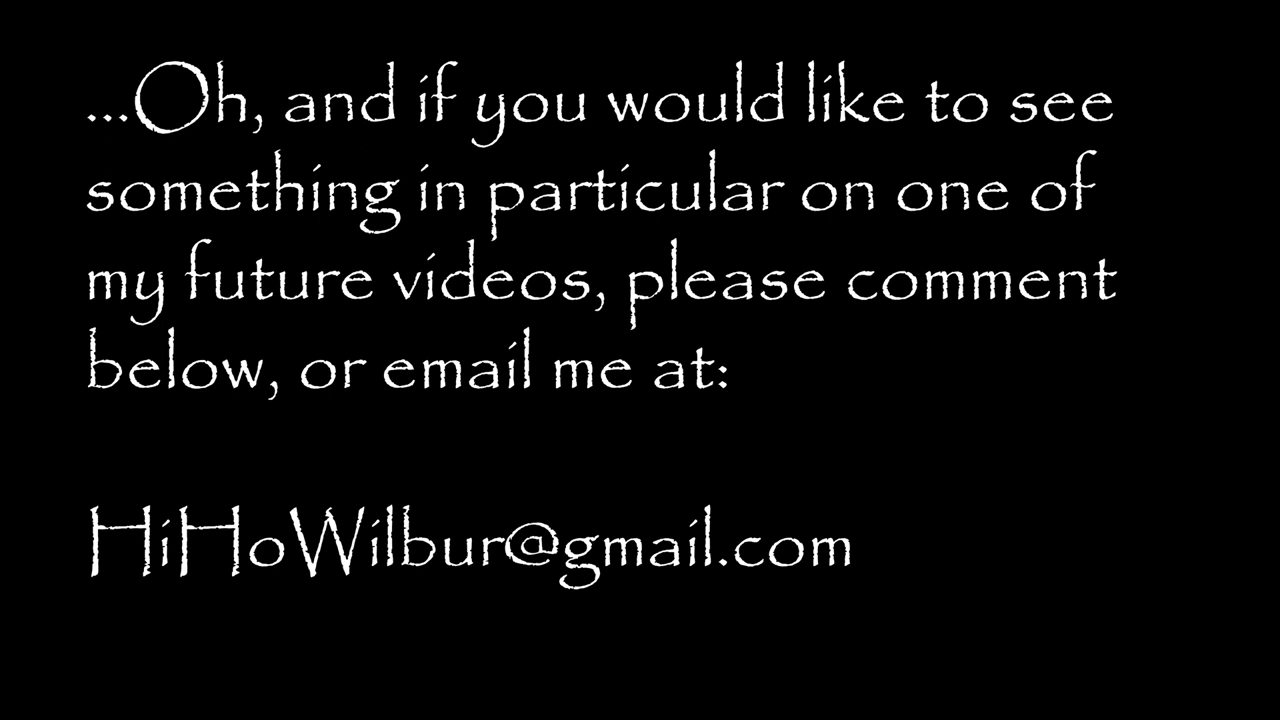 ...Oh, and if you would like to see
something in particular on one of
my future videos, please comment
below, or email me at:
HiHoWilbur@gmail.com